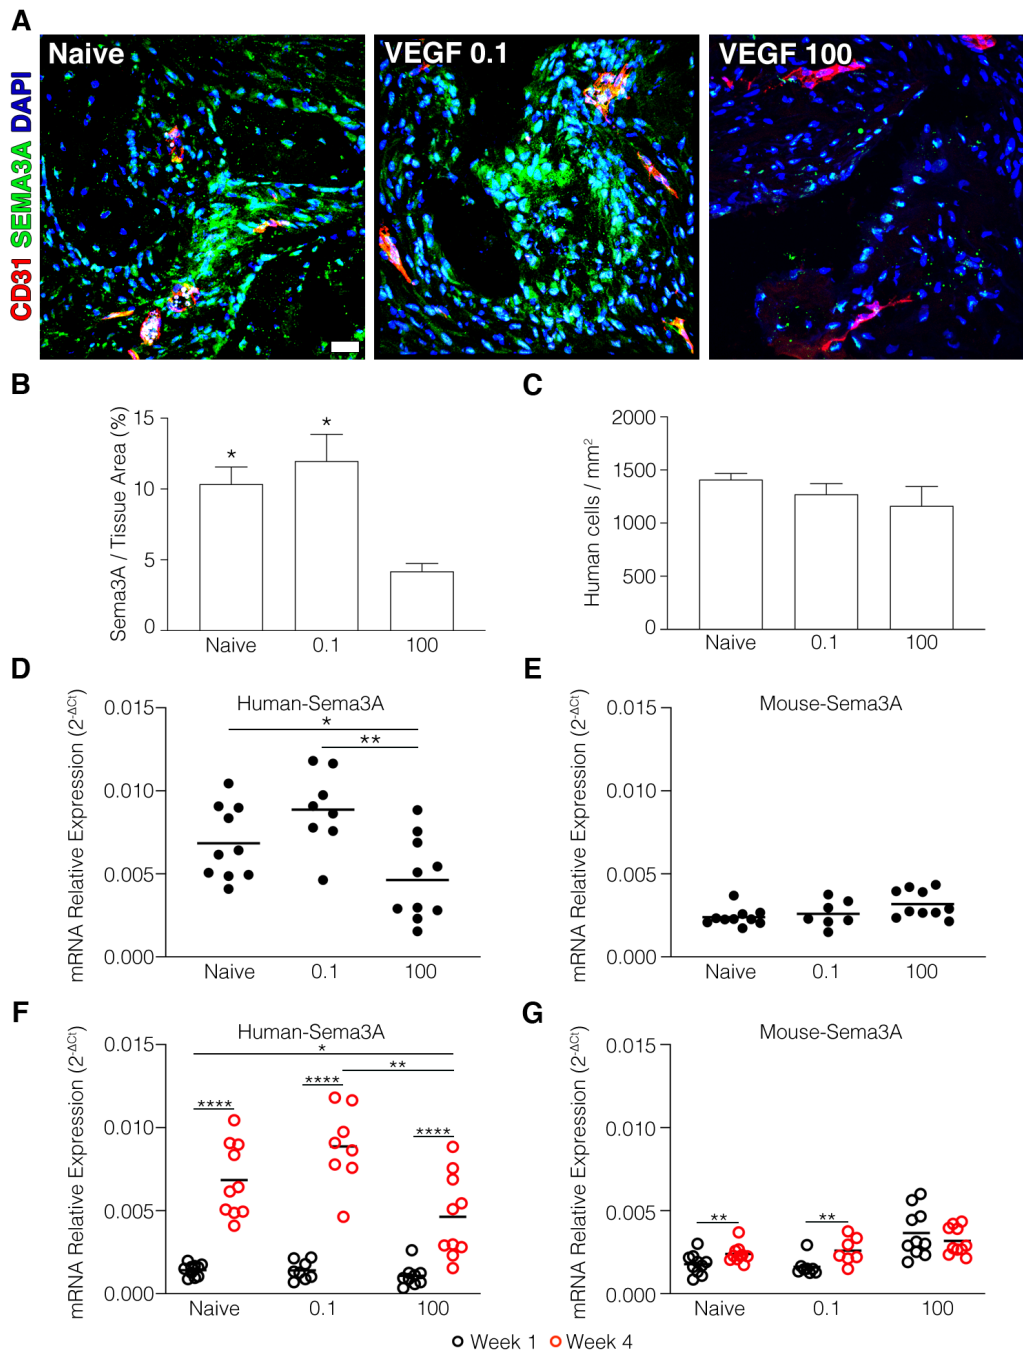 A
Naive
VEGF 0.1
VEGF 100
CD31 SEMA3A DAPI
B
Sema3A / Tissue Area (%)
15
10
5
0
*
*
Naive
0.1
100
C
Human cells / mm²
2000
1500
1000
500
0
Naive
0.1
100
D
Human-Sema3A
mRNA Relative Expression (2^-ΔCt)
0.015
0.010
0.005
0.000
*
**
Naive
0.1
100
E
Mouse-Sema3A
mRNA Relative Expression (2^-ΔCt)
0.015
0.010
0.005
0.000
Naive
0.1
100
F
Human-Sema3A
mRNA Relative Expression (2^-ΔCt)
0.015
0.010
0.005
0.000
*
**
****
****
****
Naive
0.1
100
G
Mouse-Sema3A
mRNA Relative Expression (2^-ΔCt)
0.015
0.010
0.005
0.000
**
**
Naive
0.1
100
Week 1
Week 4